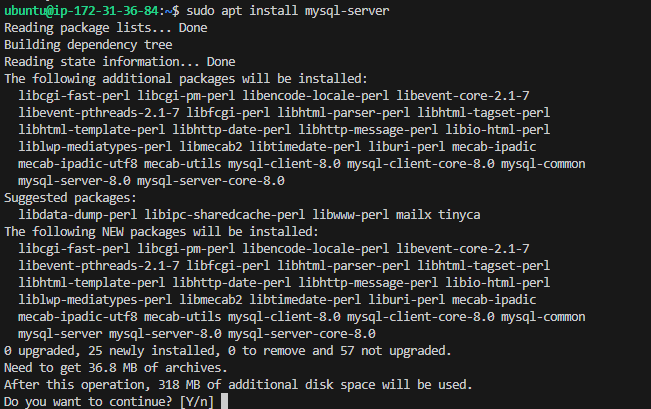 ubuntu@ip-172-31-36-84:~$ sudo apt install mysql-server
Reading package lists... Done
Building dependency tree
Reading state information... Done
The following additional packages will be installed:
  libcgi-fast-perl libcgi-pm-perl libencode-locale-perl libevent-core-2.1-7
  libevent-pthreads-2.1-7 libfcgi-perl libhtml-parser-perl libhtml-tagset-perl
  libhtml-template-perl libhttp-date-perl libhttp-message-perl libio-html-perl
  liblwp-mediatypes-perl libmecab2 libtimedate-perl liburi-perl mecab-ipadic
  mecab-ipadic-utf8 mecab-utils mysql-client-8.0 mysql-client-core-8.0 mysql-common
  mysql-server-8.0 mysql-server-core-8.0
Suggested packages:
  libdata-dump-perl libipc-sharedcache-perl libwww-perl mailx tinyca
The following NEW packages will be installed:
  libcgi-fast-perl libcgi-pm-perl libencode-locale-perl libevent-core-2.1-7
  libevent-pthreads-2.1-7 libfcgi-perl libhtml-parser-perl libhtml-tagset-perl
  libhtml-template-perl libhttp-date-perl libhttp-message-perl libio-html-perl
  liblwp-mediatypes-perl libmecab2 libtimedate-perl liburi-perl mecab-ipadic
  mecab-ipadic-utf8 mecab-utils mysql-client-8.0 mysql-client-core-8.0 mysql-common
  mysql-server mysql-server-8.0 mysql-server-core-8.0
0 upgraded, 25 newly installed, 0 to remove and 57 not upgraded.
Need to get 36.8 MB of archives.
After this operation, 318 MB of additional disk space will be used.
Do you want to continue? [Y/n]